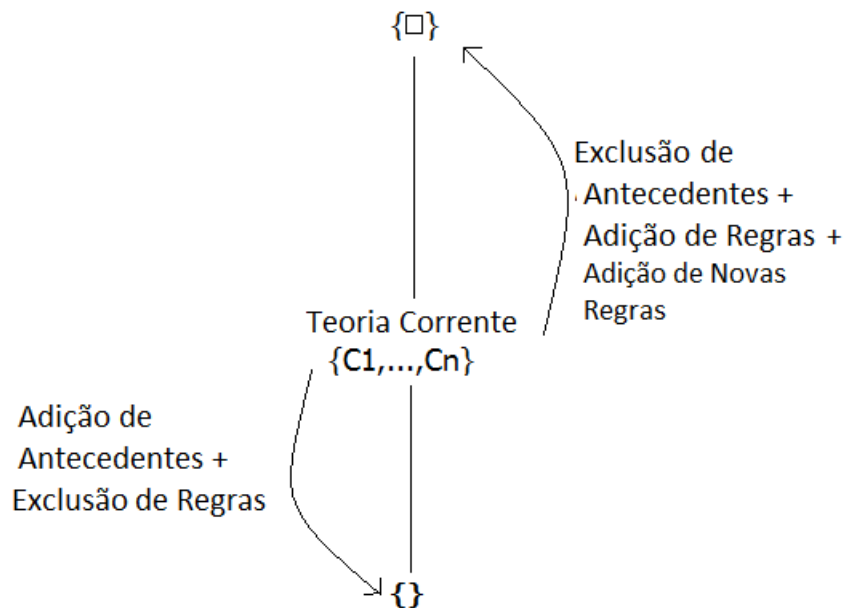 {□}
Exclusão de
Antecedentes +
Adição de Regras +
Adição de Novas
Regras
Teoria Corrente
{C1,...,Cn}
Adição de
Antecedentes +
Exclusão de Regras
{}